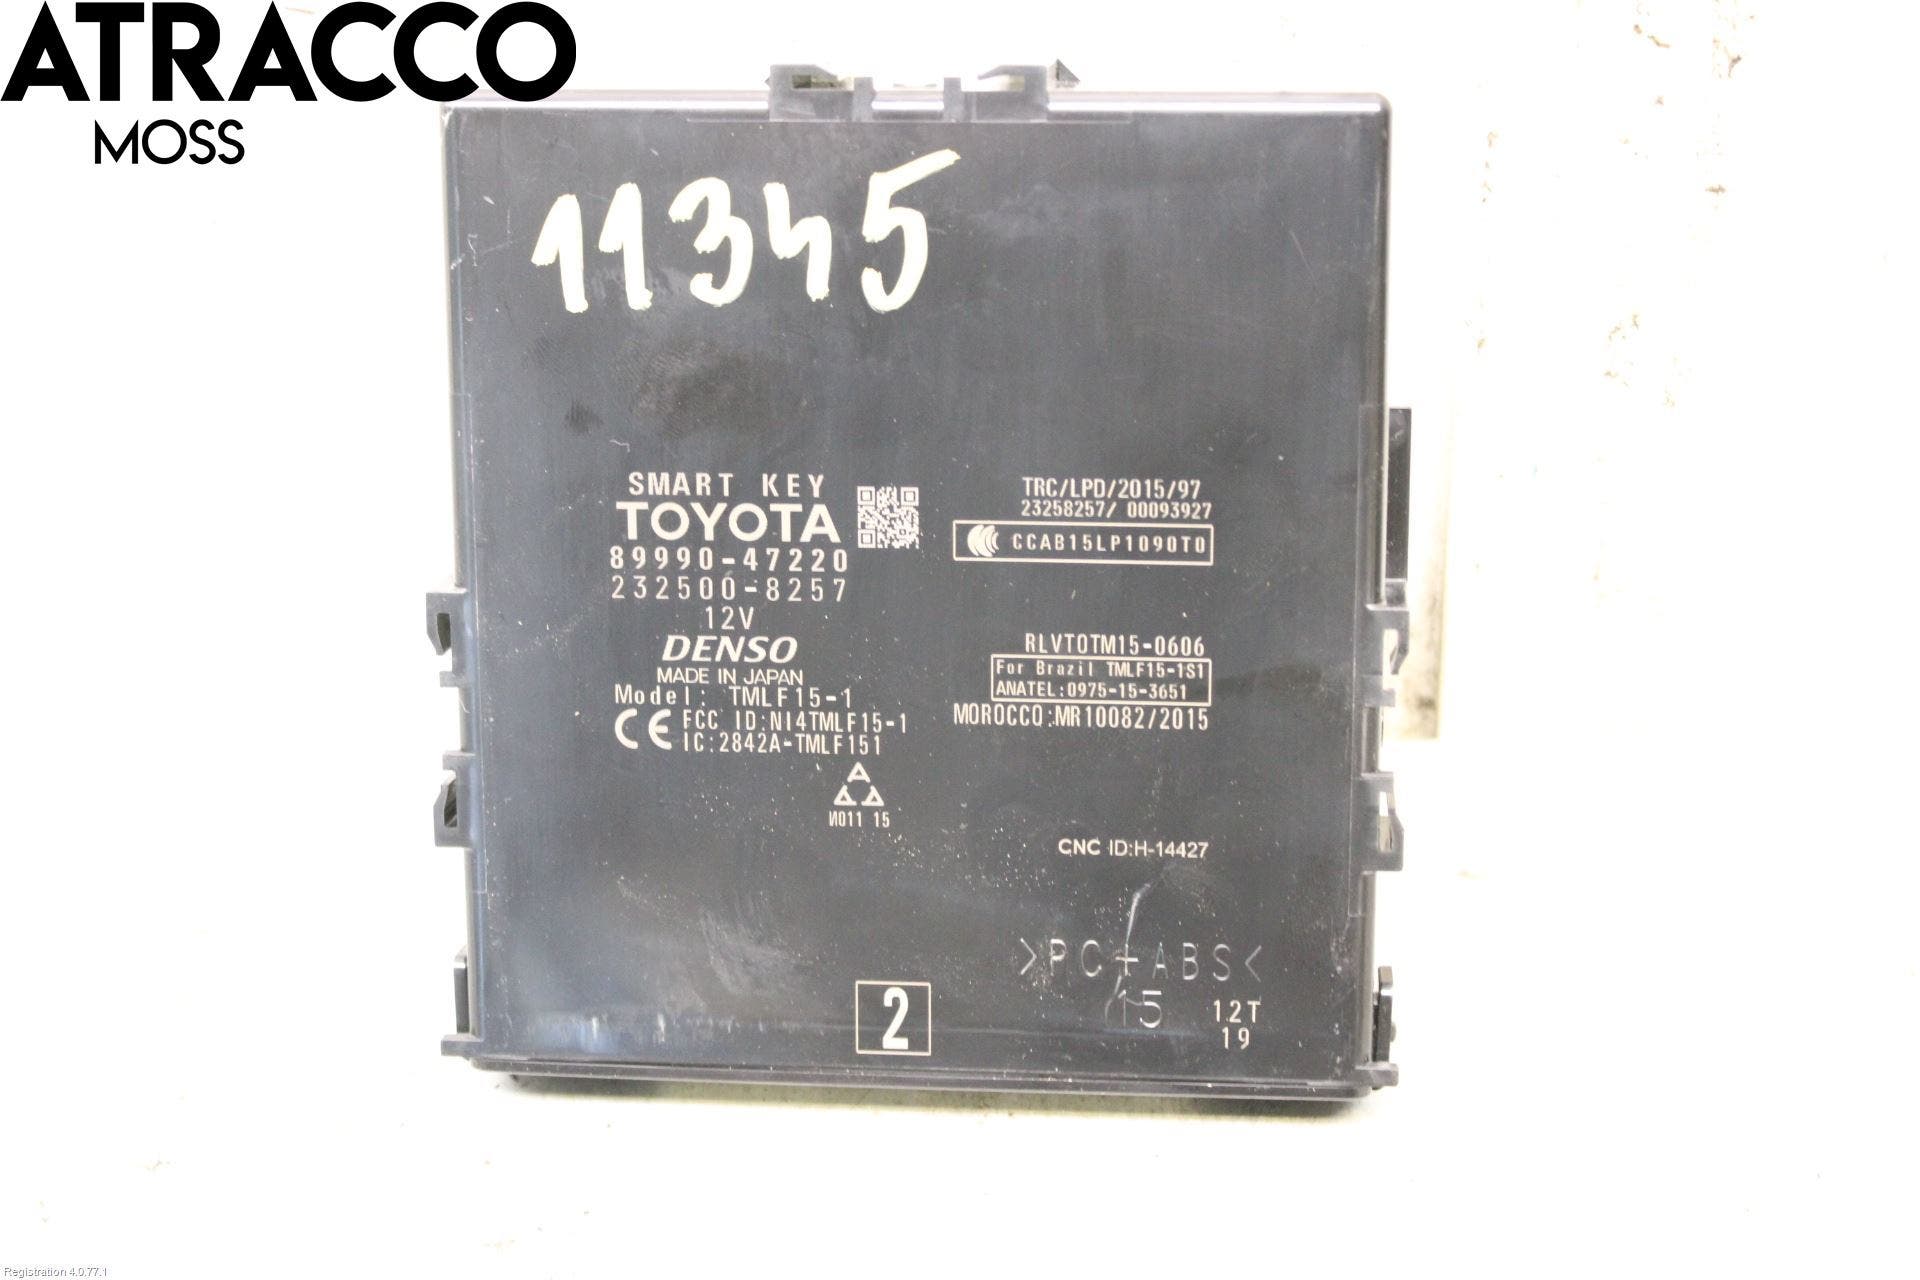 ATRACCO
MOSS
11345
SMART KEY
TOYOTA
89990-47220
232500-8257
12V
DENSO
MADE IN JAPAN
Model: TMLF15-1
CE FCC ID:NI4TMLF15-1
IC:2842A-TMLF151
TRC/LPD/2015/97
23258257/ 00093927
CCAB15LP1090T0
RLVTOTM15-0606
For Brazil TMLF15-1S1
ANATEL:0975-15-3651
MOROCCO:MR10082/2015
И011 15
CNC ID:H-14427
>PC+ABS<
15
12T
19
2
Registration 4.0.77.1